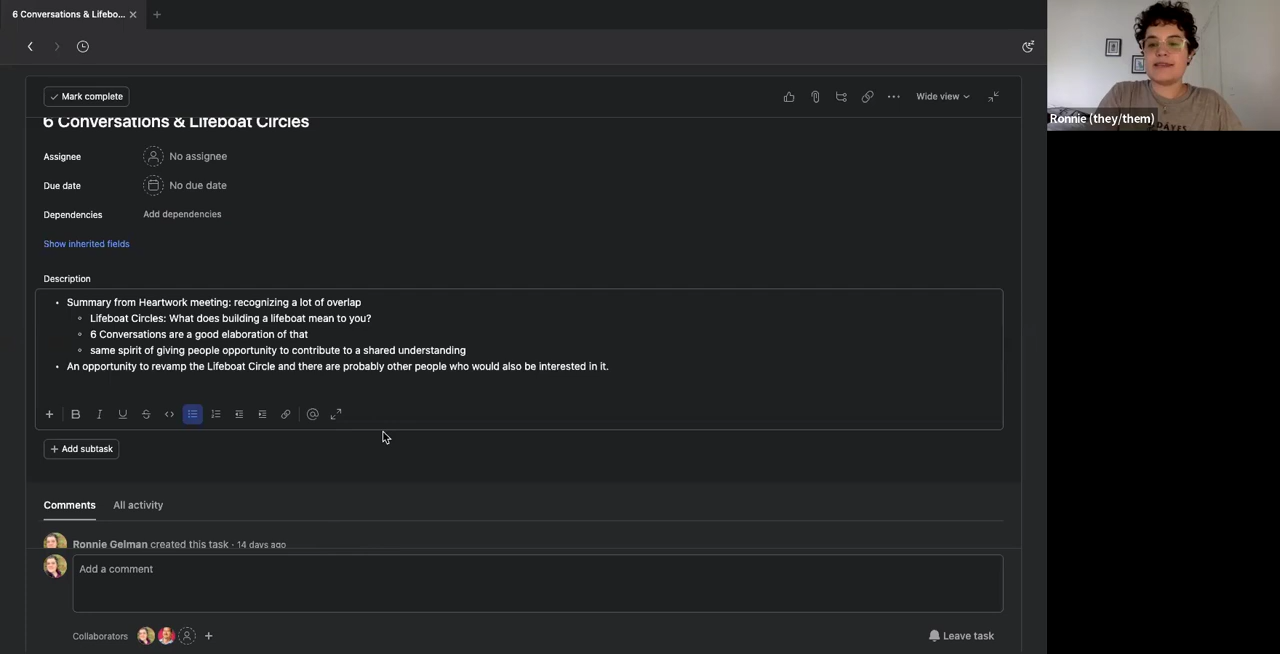 6 Conversations & Lifebo...
Mark complete
Wide view
6 Conversations & Lifeboat Circles
Assignee
No assignee
Due date
No due date
Dependencies
Add dependencies
Show inherited fields
Description
Summary from Heartwork meeting: recognizing a lot of overlap
Lifeboat Circles: What does building a lifeboat mean to you?
6 Conversations are a good elaboration of that
same spirit of giving people opportunity to contribute to a shared understanding
An opportunity to revamp the Lifeboat Circle and there are probably other people who would also be interested in it.
B I U S
Add subtask
Comments All activity
Ronnie Gelman created this task · 14 days ago
Add a comment
Collaborators
Leave task
Ronnie (they/them)